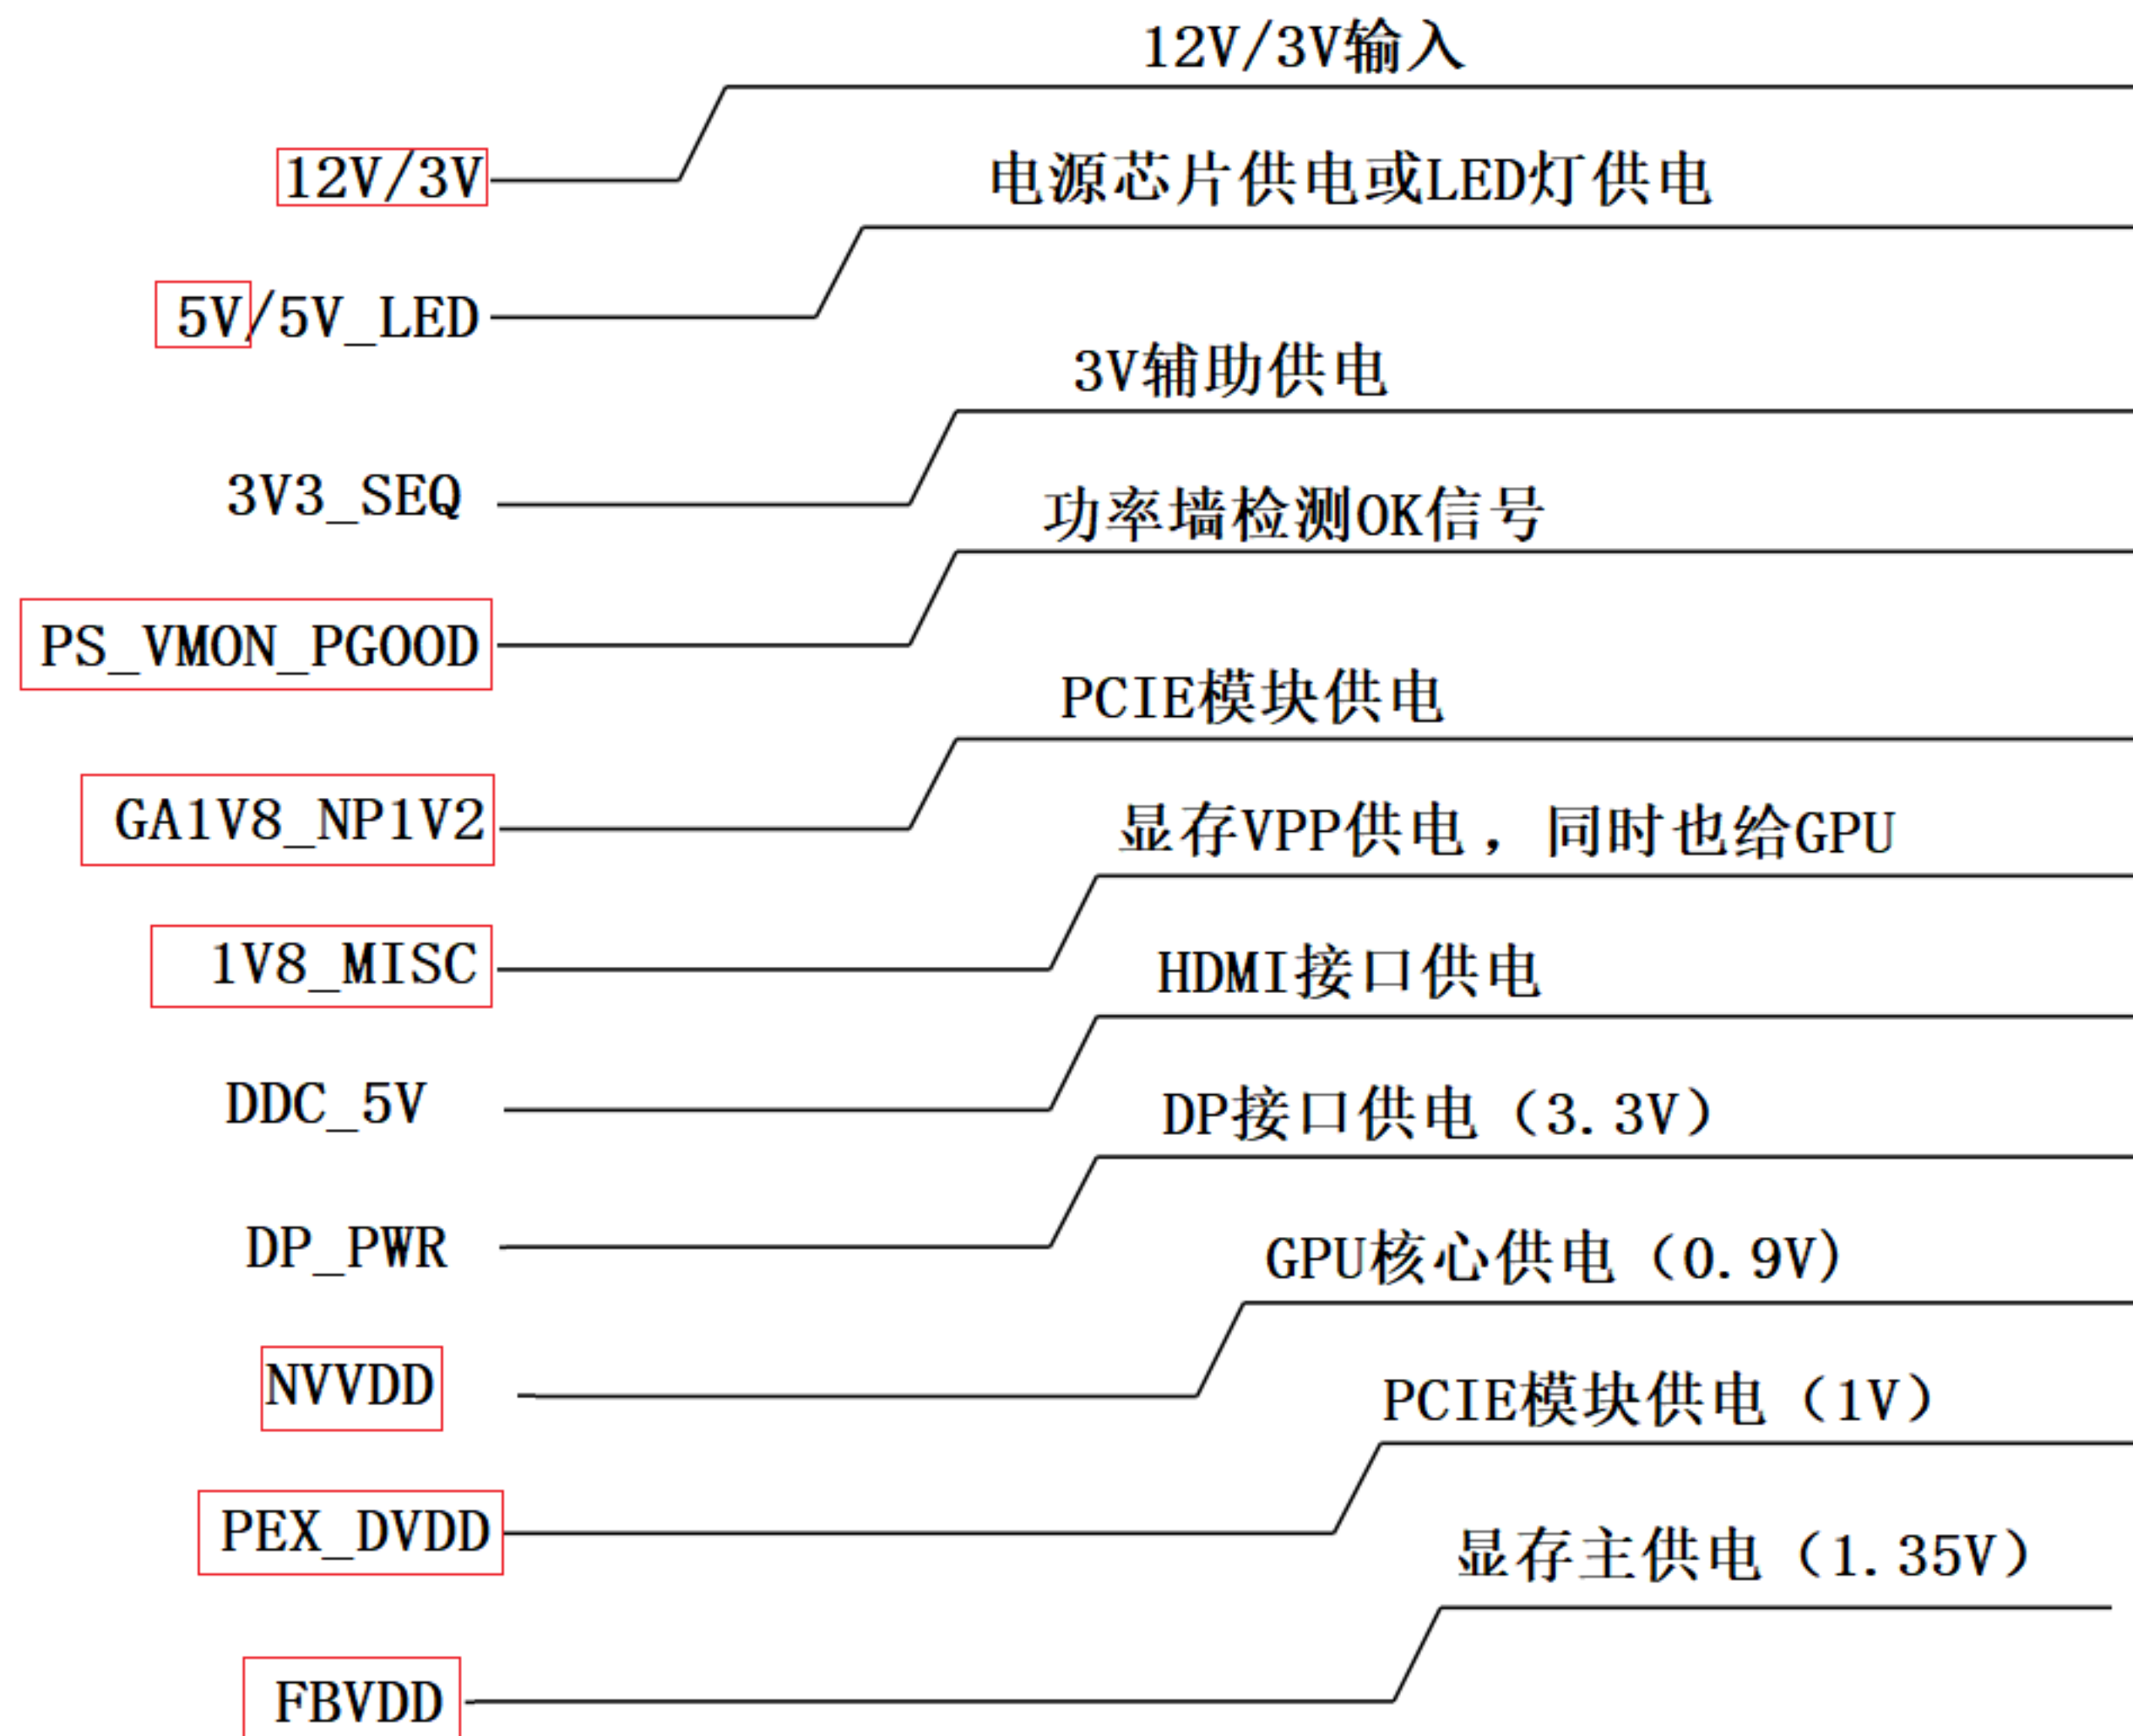 12V/3V输入
12V/3V
电源芯片供电或LED灯供电
5V/5V_LED
3V辅助供电
3V3_SEQ
功率墙检测OK信号
PS_VMON_PGOOD
PCIE模块供电
GA1V8_NP1V2
显存VPP供电，同时也给GPU
1V8_MISC
HDMI接口供电
DDC_5V
DP接口供电（3.3V）
DP_PWR
GPU核心供电（0.9V）
NVVDD
PCIE模块供电（1V）
PEX_DVDD
显存主供电（1.35V）
FBVDD